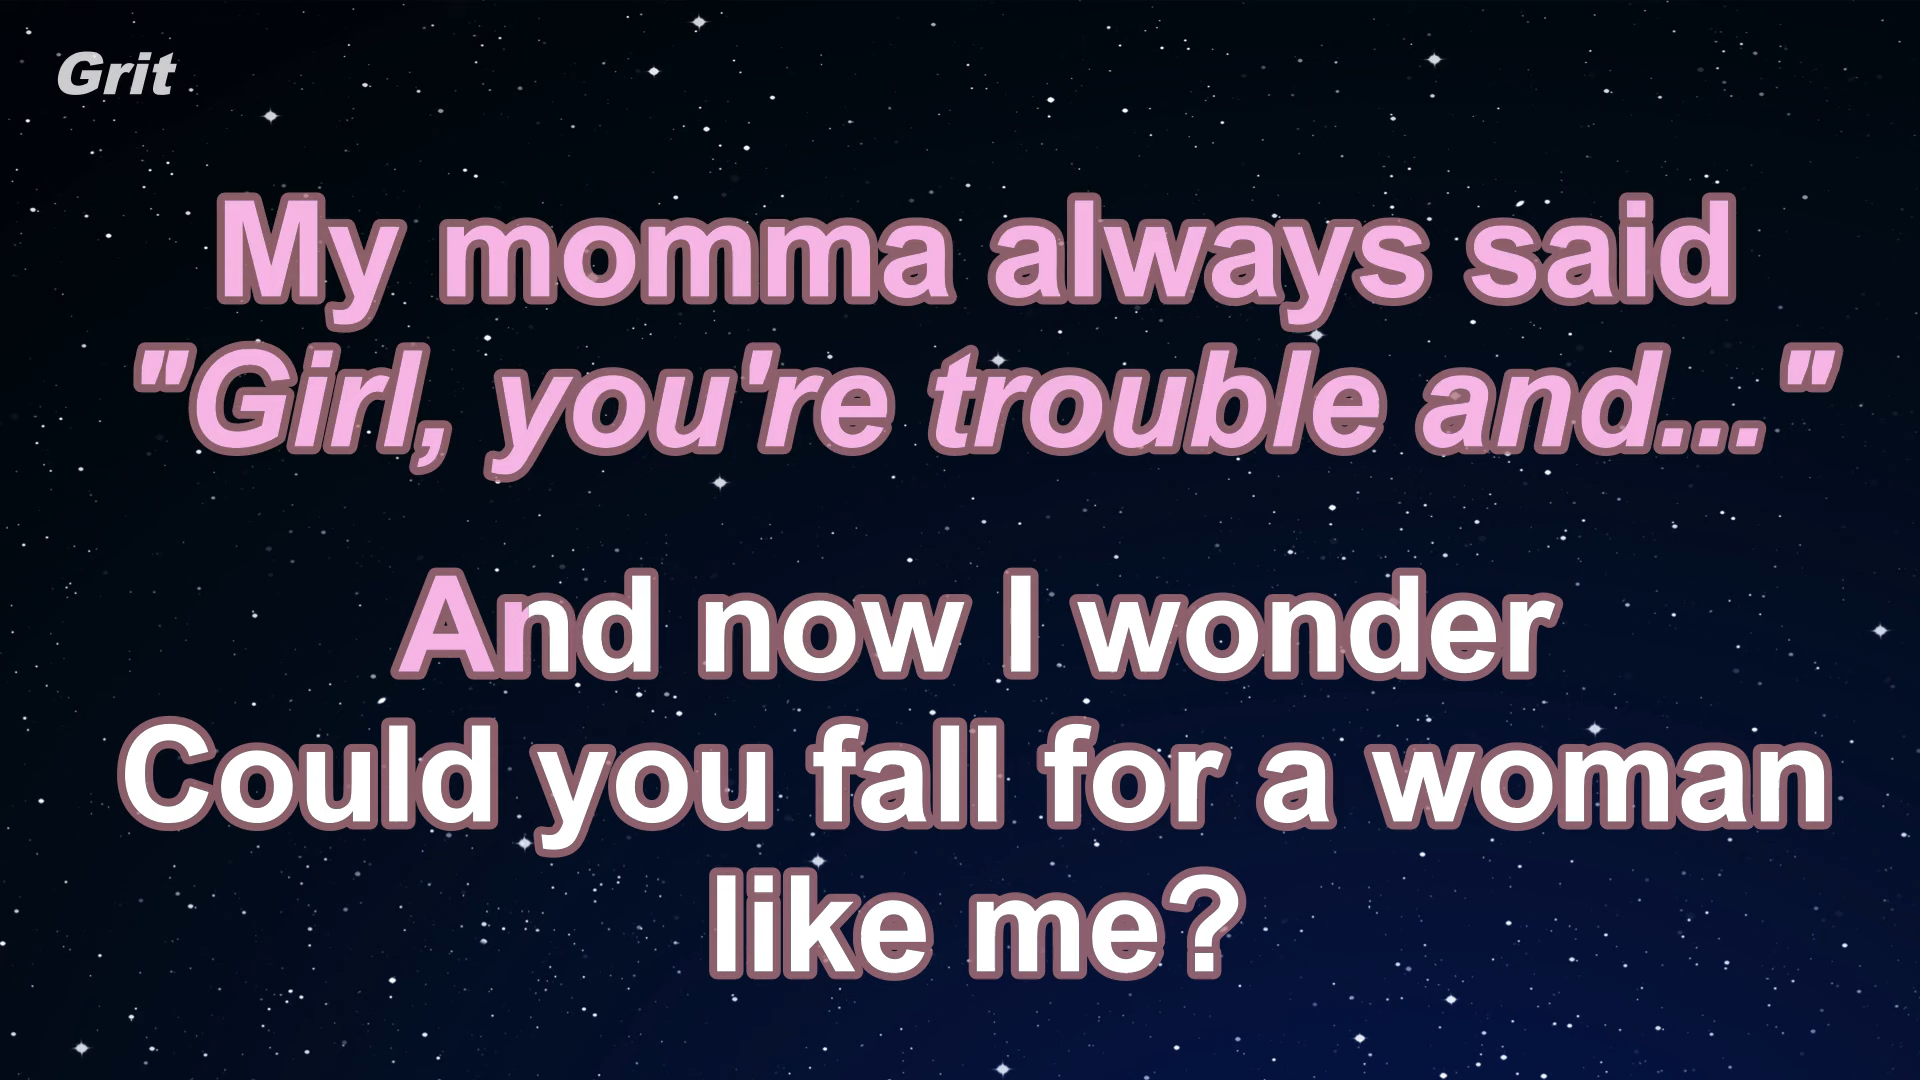 Grit
My momma always said
"Girl, you're trouble and..."
And now I wonder
Could you fall for a woman
like me?